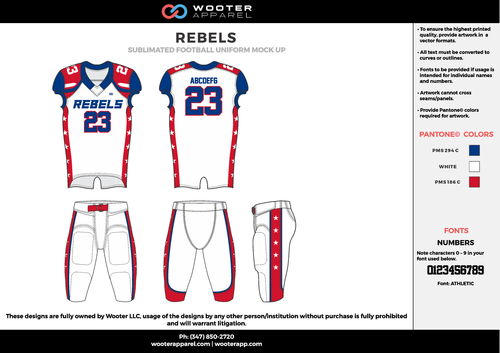 WOOTER
APPAREL
REBELS
SUBLIMATED FOOTBALL UNIFORM MOCK UP
23
23
REBELS
23
ABCDEFG
23
• To ensure the highest printed
quality, provide artwork in a
vector formats.
• All text must be converted to
curves or outlines.
• Fonts to be provided if usage is
intended for individual names
and numbers.
• Artwork cannot cross
seams/panels.
• Provide Pantone© colors
required for artwork.
PANTONE© COLORS
PMS 294 C
WHITE
PMS 186 C
FONTS
NUMBERS
Note characters 0 - 9 in your
font used below.
0123456789
Font: ATHLETIC
These designs are fully owned by Wooter LLC, usage of the designs by any other person/institution without purchase is fully prohibited
and will warrant litigation.
Ph: (347) 850-2720
wooterapparel.com | wooterapp.com